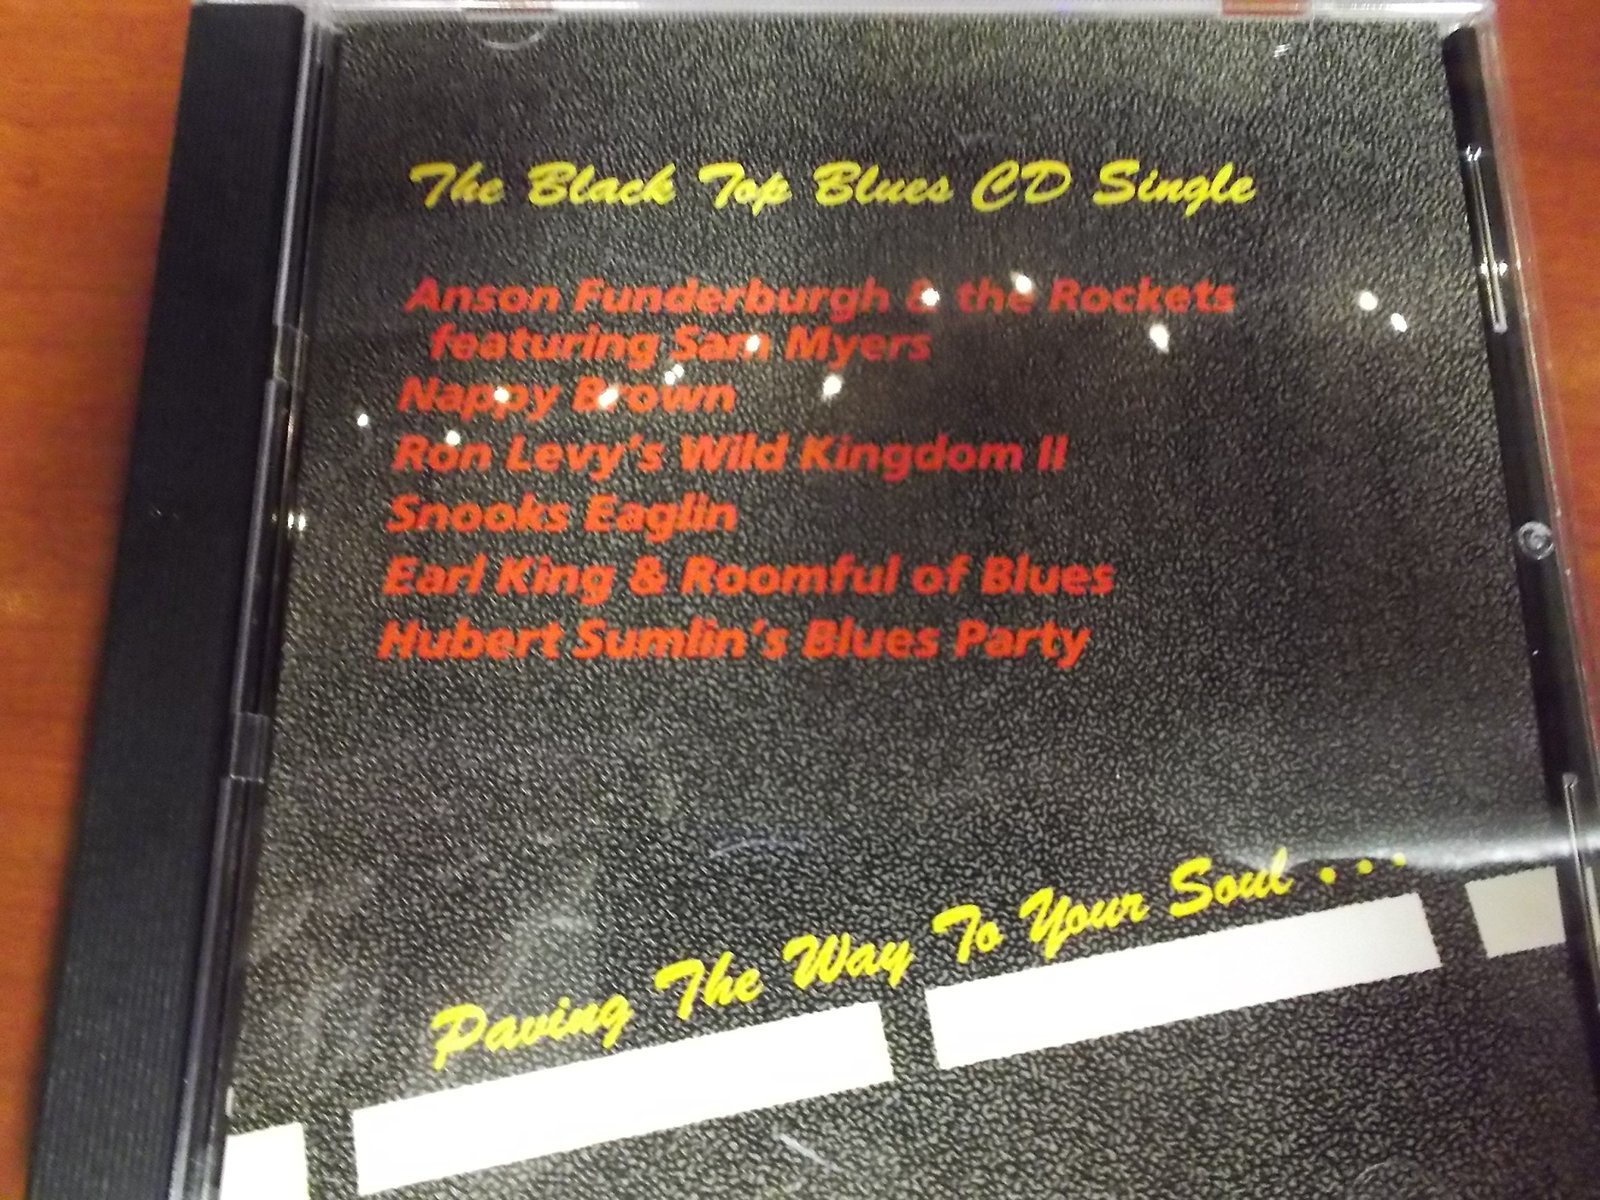 The Black Top Blues CD Single
Anson Funderburgh & the Rockets
featuring Sam Myers
Nappy Brown
Ron Levy's Wild Kingdom II
Snooks Eaglin
Earl King & Roomful of Blues
Hubert Sumlin's Blues Party
Paving The Way To Your Soul . . .